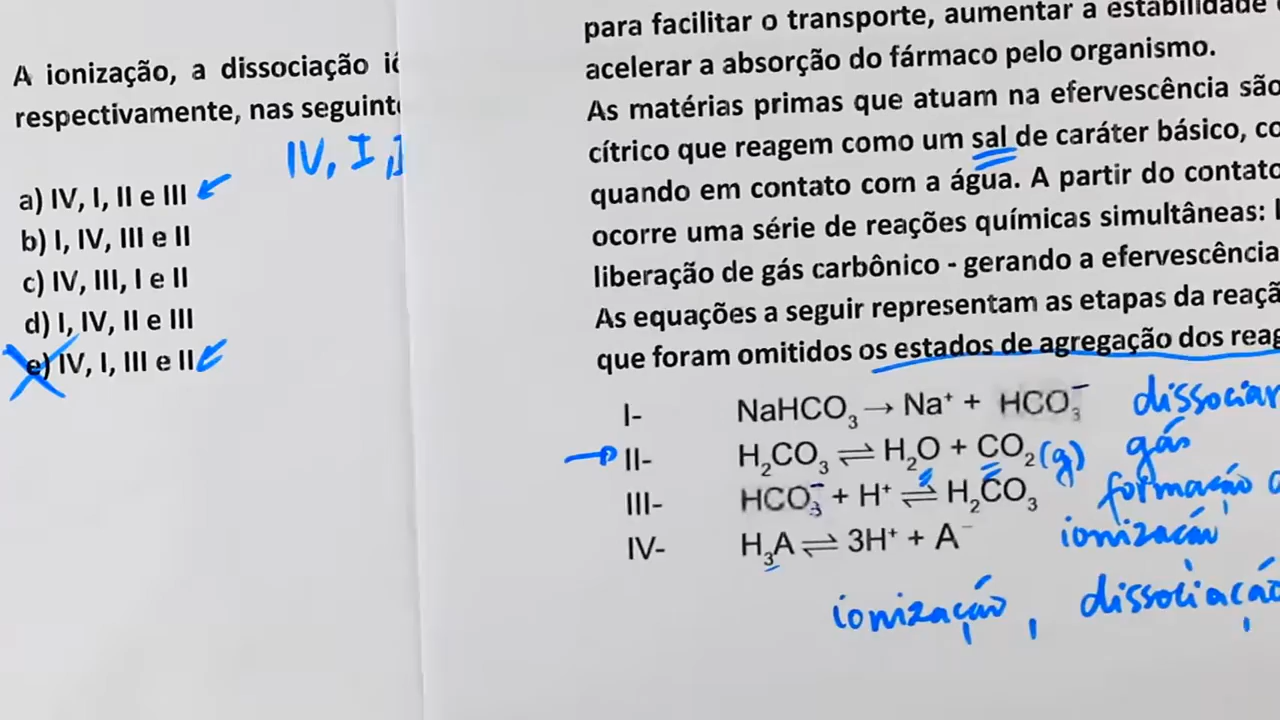 A ionização, a dissociação
respectivamente, nas
IV, I,
a) IV, I, II e III
b) I, IV, III e II
c) IV, III, I e II
d) I, IV, II e III
e) IV, I, III e II
para facilitar o transporte, aumentar a estabilidade
acelerar a absorção do fármaco pelo organismo.
As matérias primas que atuam na efervescência são
cítrico que reagem como um sal de caráter básico,
quando em contato com a água. A partir do contato
ocorre uma série de reações químicas simultâneas:
liberação de gás carbônico - gerando a efervescência
As equações a seguir representam as etapas da
que foram omitidos os estados de agregação dos
I- NaHCO₃ → Na⁺ + HCO₃⁻ dissociar
II- H₂CO₃ ⇌ H₂O + CO₂(g) gás
III- HCO₃⁻ + H⁺ ⇌ H₂CO₃ formação
IV- H₃A ⇌ 3H⁺ + A⁻ ionização
ionização, dissociação